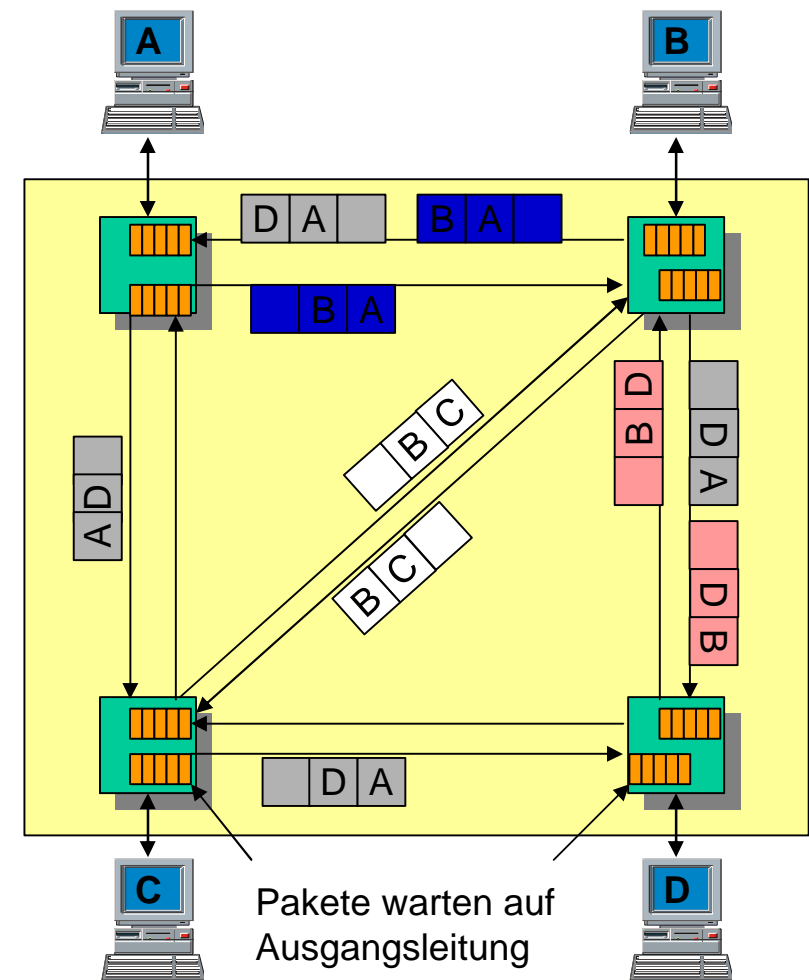 A
B
D A
B A
B A
B C
B C
B D
D A
A D
D B
D A
C
D
Pakete warten auf
Ausgangsleitung